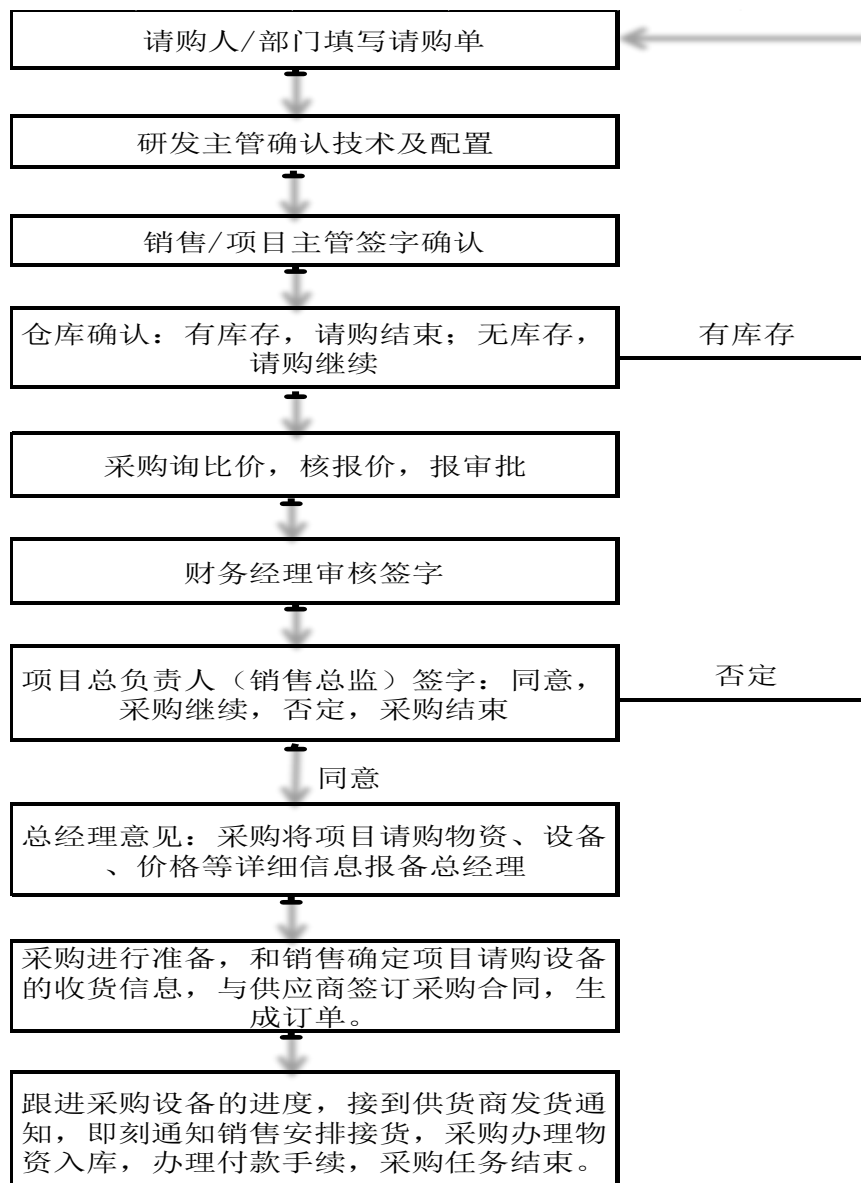 请购人/部门填写请购单
研发主管确认技术及配置
销售/项目主管签字确认
仓库确认：有库存，请购结束；无库存，
请购继续
有库存
采购询比价，核报价，报审批
财务经理审核签字
项目总负责人（销售总监）签字：同意，
采购继续，否定，采购结束
否定
同意
总经理意见：采购将项目请购物资、设备
、价格等详细信息报备总经理
采购进行准备，和销售确定项目请购设备
的收货信息，与供应商签订采购合同，生
成订单。
跟进采购设备的进度，接到供货商发货通
知，即刻通知销售安排接货，采购办理物
资入库，办理付款手续，采购任务结束。